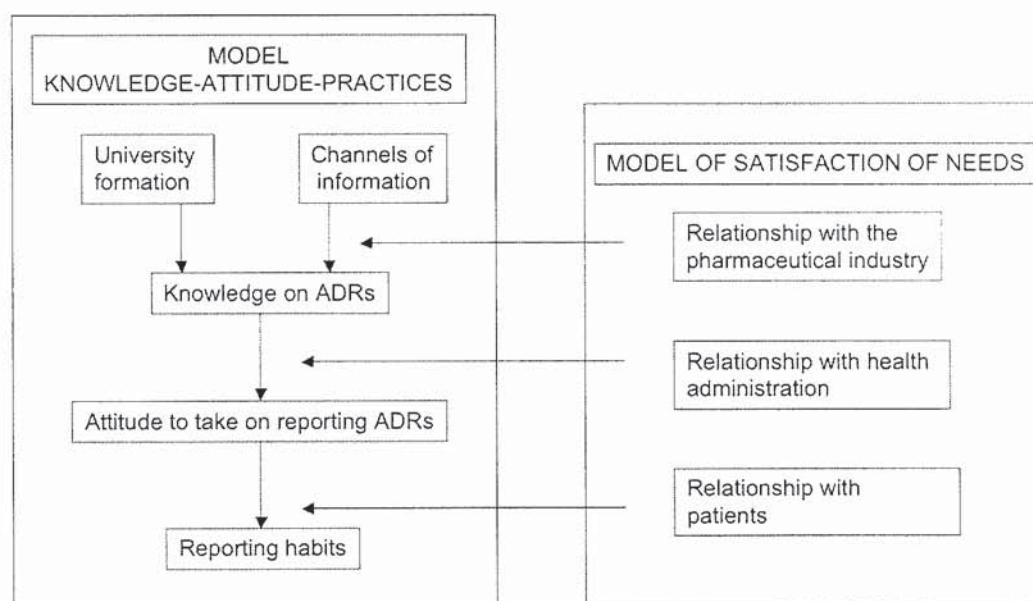 MODEL
KNOWLEDGE-ATTITUDE-PRACTICES
University
formation
Channels of
information
Knowledge on ADRs
Attitude to take on reporting ADRs
Reporting habits
MODEL OF SATISFACTION OF NEEDS
Relationship with the
pharmaceutical industry
Relationship with health
administration
Relationship with
patients